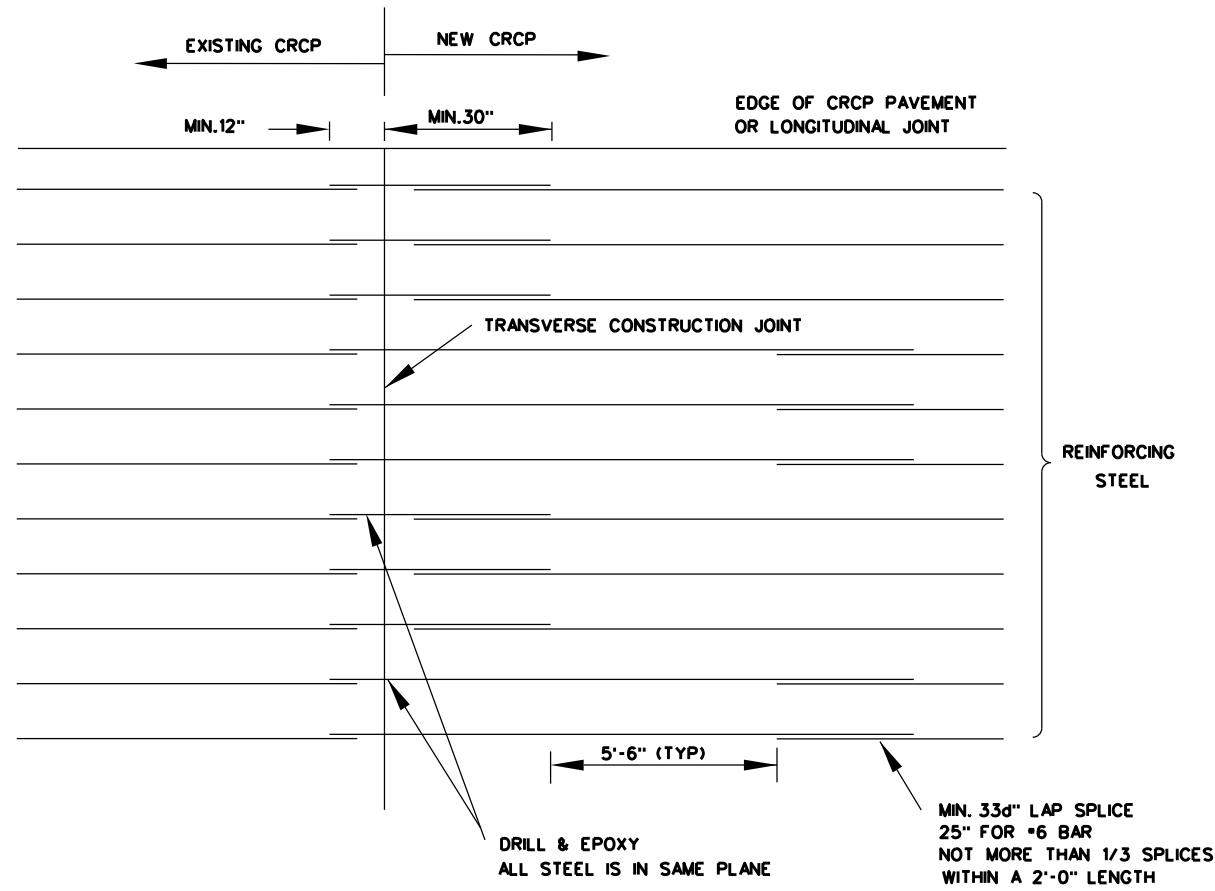 EXISTING CRCP
NEW CRCP
MIN.12"
MIN.30"
EDGE OF CRCP PAVEMENT
OR LONGITUDINAL JOINT
TRANSVERSE CONSTRUCTION JOINT
REINFORCING
STEEL
5'-6" (TYP)
DRILL & EPOXY
ALL STEEL IS IN SAME PLANE
MIN. 33d" LAP SPLICE
25" FOR #6 BAR
NOT MORE THAN 1/3 SPLICES
WITHIN A 2'-0" LENGTH